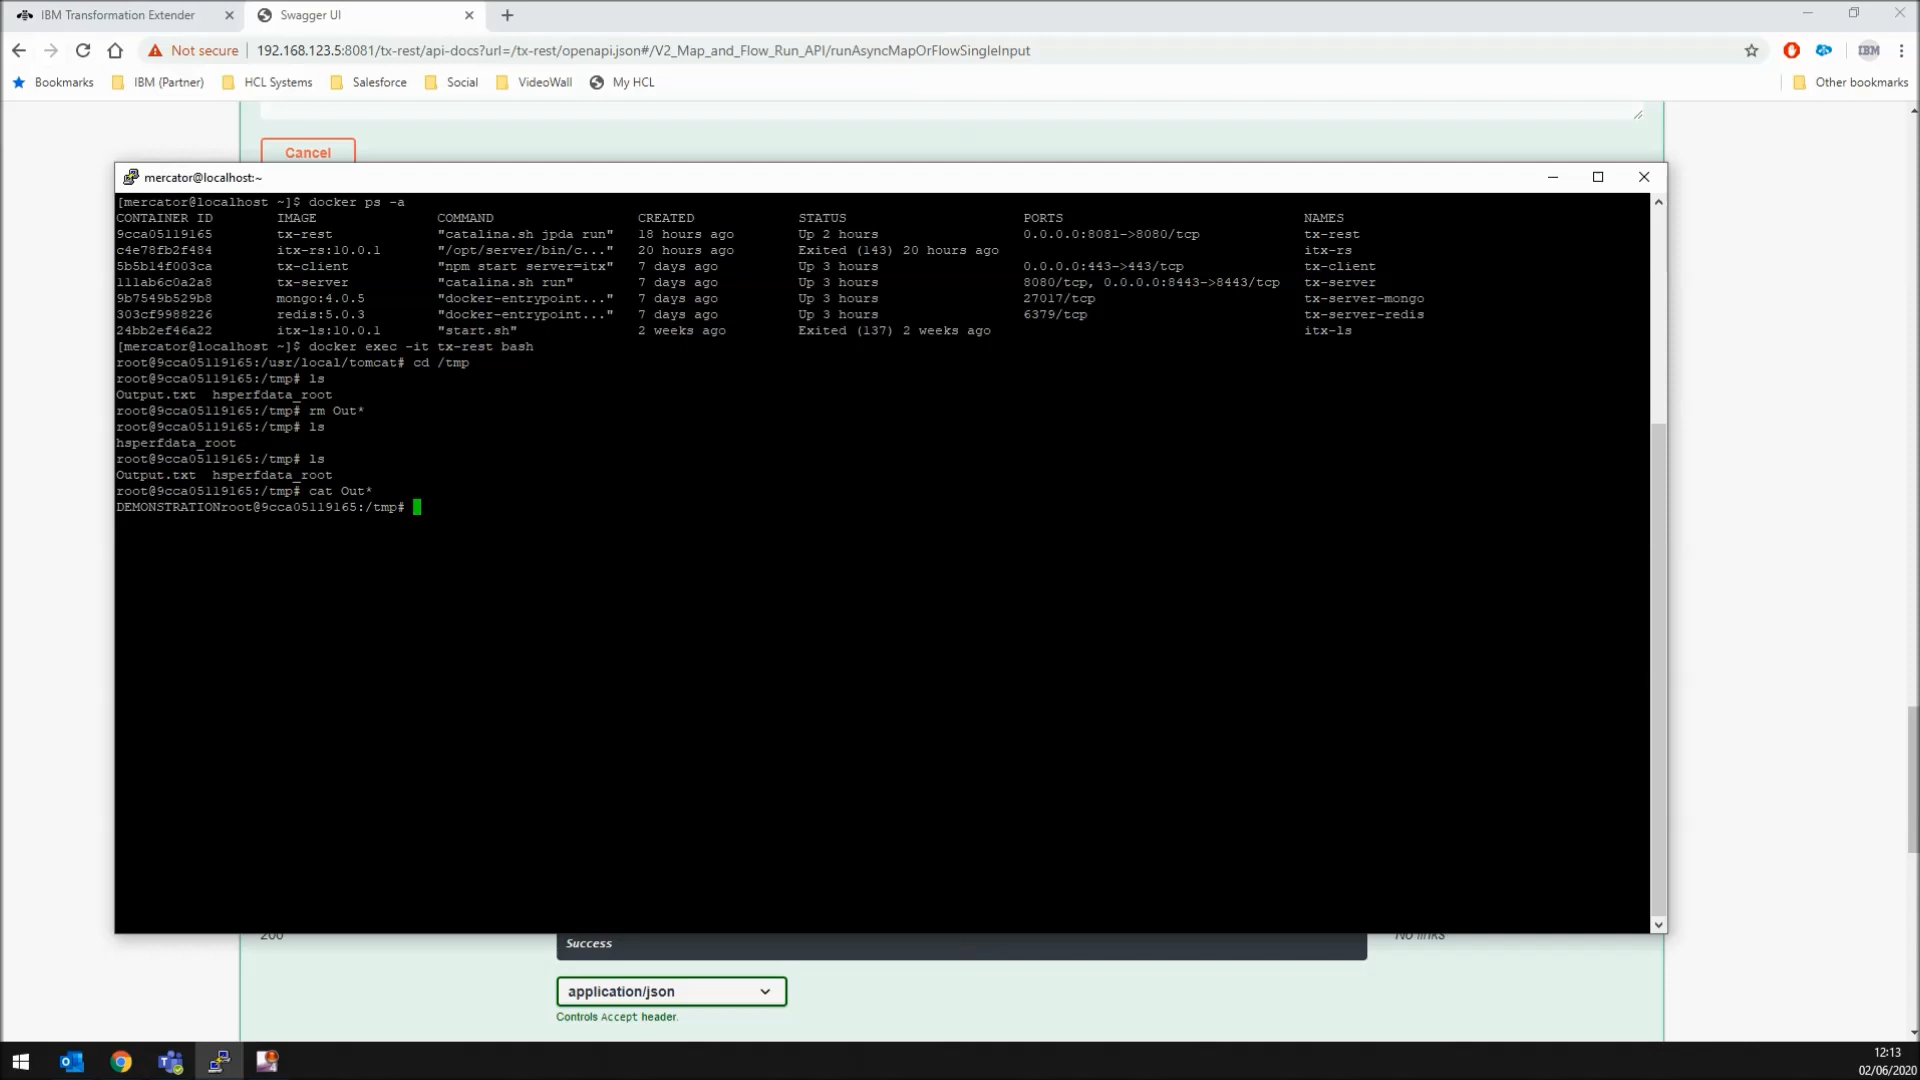 IBM Transformation Extender
Swagger UI
Not secure
192.168.123.5:8081/tx-rest/api-docs?url=/tx-rest/openapi.json#/V2_Map_and_Flow_Run_API/runAsyncMapOrFlowSingleInput
IBM
Bookmarks IBM (Partner) HCL Systems Salesforce Social VideoWall My HCL Other bookmarks
Cancel
mercator@localhost:~
[mercator@localhost ~]$ docker ps -a
CONTAINER ID IMAGE COMMAND CREATED STATUS PORTS NAMES
9cca05119165 tx-rest "catalina.sh jpda run" 18 hours ago Up 2 hours 0.0.0.0:8081->8080/tcp tx-rest
c4e78fb2f484 itx-rs:10.0.1 "/opt/server/bin/c..." 20 hours ago Exited (143) 20 hours ago itx-rs
5b5b14f003ca tx-client "npm start server=itx" 7 days ago Up 3 hours 0.0.0.0:443->443/tcp tx-client
111ab6c0a2a8 tx-server "catalina.sh run" 7 days ago Up 3 hours 8080/tcp, 0.0.0.0:8443->8443/tcp tx-server
9b7549b529b8 mongo:4.0.5 "docker-entrypoint..." 7 days ago Up 3 hours 27017/tcp tx-server-mongo
303cf9988226 redis:5.0.3 "docker-entrypoint..." 7 days ago Up 3 hours 6379/tcp tx-server-redis
24bb2ef46a22 itx-ls:10.0.1 "start.sh" 2 weeks ago Exited (137) 2 weeks ago itx-ls
[mercator@localhost ~]$ docker exec -it tx-rest bash
root@9cca05119165:/usr/local/tomcat# cd /tmp
root@9cca05119165:/tmp# ls
Output.txt hsperfdata_root
root@9cca05119165:/tmp# rm Out*
root@9cca05119165:/tmp# ls
hsperfdata_root
root@9cca05119165:/tmp# ls
Output.txt hsperfdata_root
root@9cca05119165:/tmp# cat Out*
DEMONSTRATIONroot@9cca05119165:/tmp#
200 No links
Success
application/json
Controls Accept header.
12:13
02/06/2020